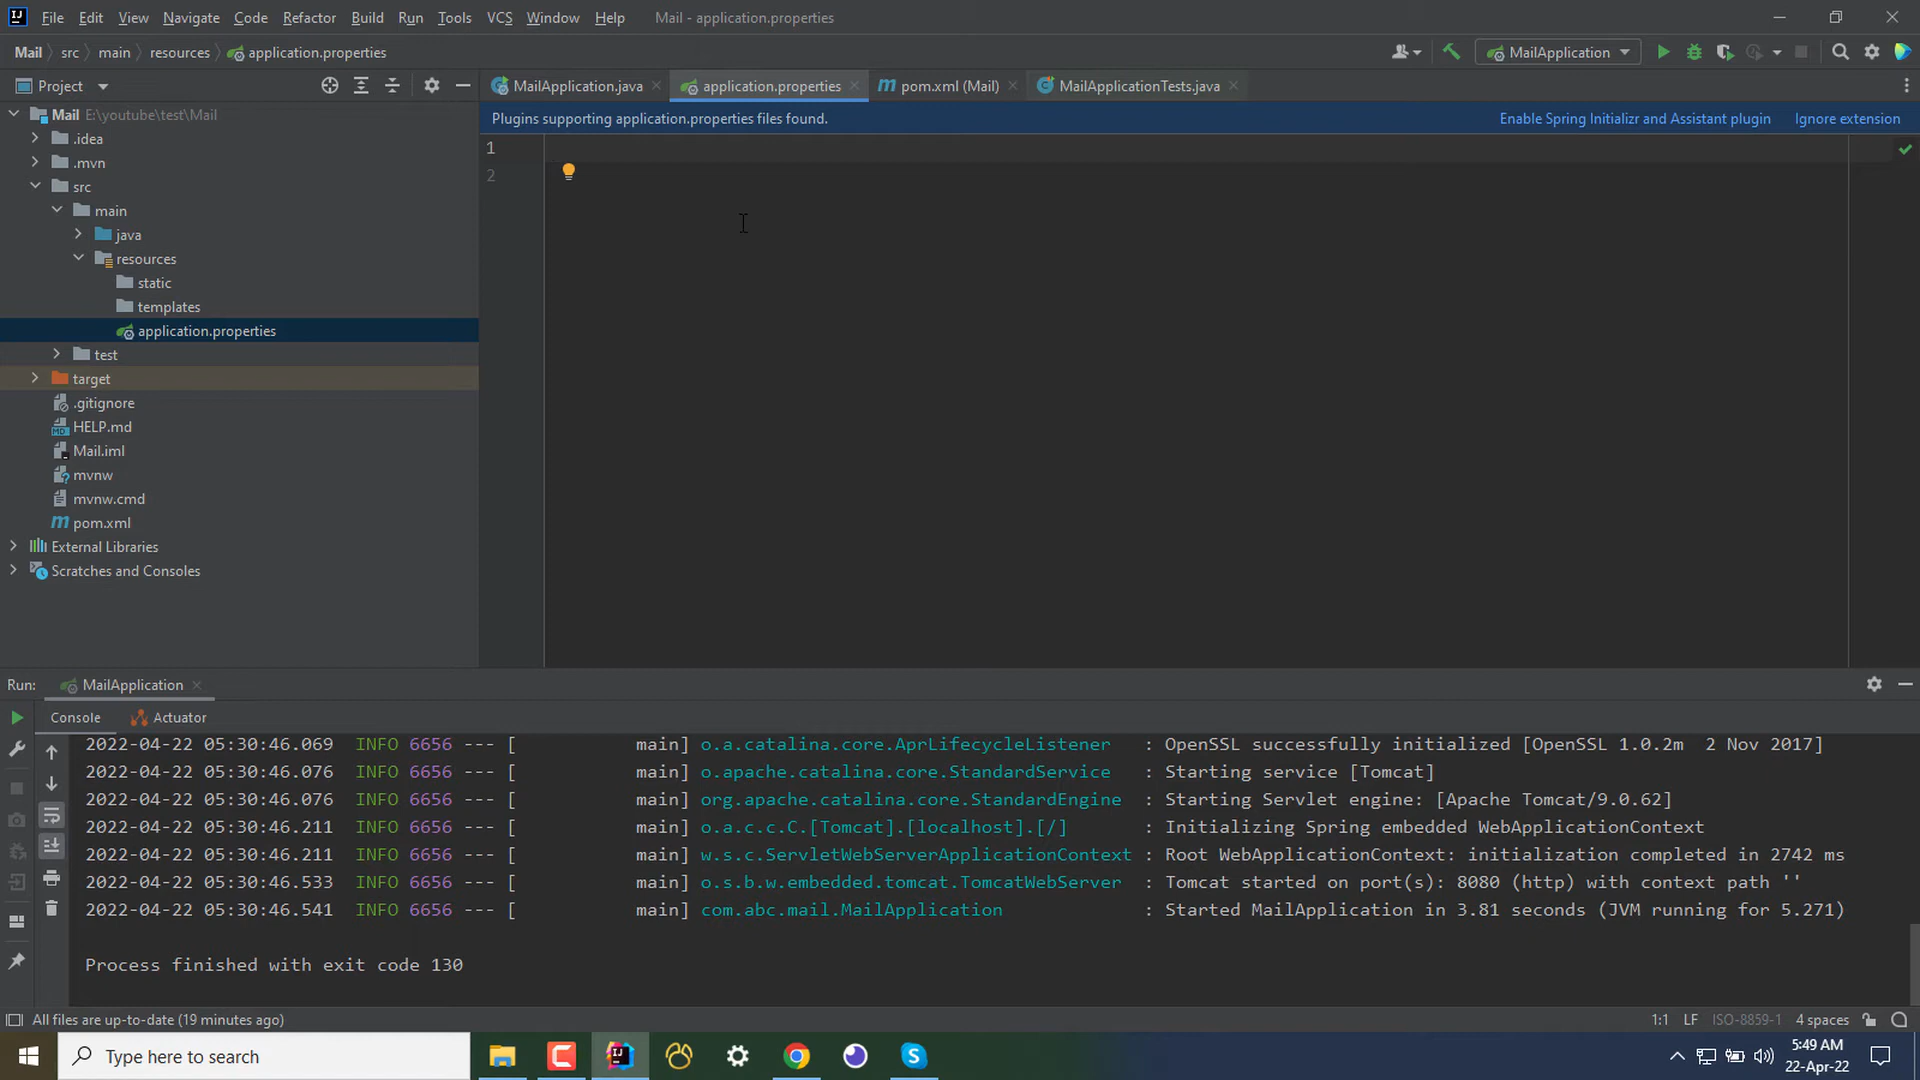 File Edit View Navigate Code Refactor Build Run Tools VCS Window Help Mail - application.properties
Mail src main resources application.properties MailApplication
Project MailApplication.java application.properties pom.xml (Mail) MailApplicationTests.java
Plugins supporting application.properties files found. Enable Spring Initializr and Assistant plugin Ignore extension
Mail E:\youtube\test\Mail
.idea
.mvn
src
main
java
resources
static
templates
application.properties
test
target
.gitignore
HELP.md
Mail.iml
mvnw
mvnw.cmd
pom.xml
External Libraries
Scratches and Consoles
1
2
Run: MailApplication
Console Actuator
2022-04-22 05:30:46.069 INFO 6656 --- [ main] o.a.catalina.core.AprLifecycleListener : OpenSSL successfully initialized [OpenSSL 1.0.2m 2 Nov 2017]
2022-04-22 05:30:46.076 INFO 6656 --- [ main] o.apache.catalina.core.StandardService : Starting service [Tomcat]
2022-04-22 05:30:46.076 INFO 6656 --- [ main] org.apache.catalina.core.StandardEngine : Starting Servlet engine: [Apache Tomcat/9.0.62]
2022-04-22 05:30:46.211 INFO 6656 --- [ main] o.a.c.c.C.[Tomcat].[localhost].[/] : Initializing Spring embedded WebApplicationContext
2022-04-22 05:30:46.211 INFO 6656 --- [ main] w.s.c.ServletWebServerApplicationContext : Root WebApplicationContext: initialization completed in 2742 ms
2022-04-22 05:30:46.533 INFO 6656 --- [ main] o.s.b.w.embedded.tomcat.TomcatWebServer : Tomcat started on port(s): 8080 (http) with context path ''
2022-04-22 05:30:46.541 INFO 6656 --- [ main] com.abc.mail.MailApplication : Started MailApplication in 3.81 seconds (JVM running for 5.271)
Process finished with exit code 130
All files are up-to-date (19 minutes ago) 1:1 LF ISO-8859-1 4 spaces
Type here to search
5:49 AM
22-Apr-22